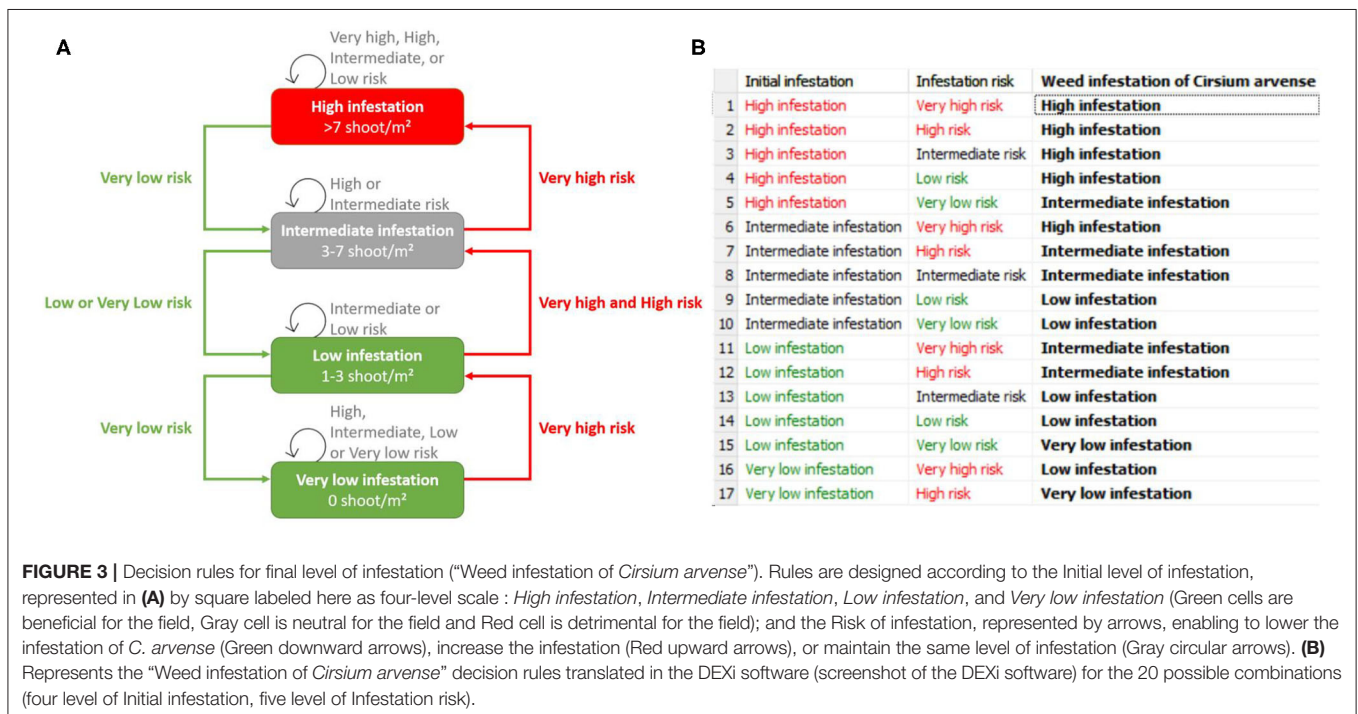 A
Very high, High,
Intermediate, or
Low risk
High infestation
>7 shoot/m²
Very low risk
Very high risk
High or
Intermediate risk
Intermediate infestation
3-7 shoot/m²
Low or Very Low risk
Very high and High risk
Intermediate or
Low risk
Low infestation
1-3 shoot/m²
Very low risk
Very high risk
High,
Intermediate, Low
or Very low risk
Very low infestation
0 shoot/m²
B
Initial infestation Infestation risk Weed infestation of Cirsium arvense
1 High infestation Very high risk High infestation
2 High infestation High risk High infestation
3 High infestation Intermediate risk High infestation
4 High infestation Low risk High infestation
5 High infestation Very low risk Intermediate infestation
6 Intermediate infestation Very high risk High infestation
7 Intermediate infestation High risk Intermediate infestation
8 Intermediate infestation Intermediate risk Intermediate infestation
9 Intermediate infestation Low risk Low infestation
10 Intermediate infestation Very low risk Low infestation
11 Low infestation Very high risk Intermediate infestation
12 Low infestation High risk Intermediate infestation
13 Low infestation Intermediate risk Low infestation
14 Low infestation Low risk Low infestation
15 Low infestation Very low risk Very low infestation
16 Very low infestation Very high risk Low infestation
17 Very low infestation High risk Very low infestation
FIGURE 3 | Decision rules for final level of infestation (“Weed infestation of Cirsium arvense”). Rules are designed according to the Initial level of infestation,
represented in (A) by square labeled here as four-level scale : High infestation, Intermediate infestation, Low infestation, and Very low infestation (Green cells are
beneficial for the field, Gray cell is neutral for the field and Red cell is detrimental for the field); and the Risk of infestation, represented by arrows, enabling to lower the
infestation of C. arvense (Green downward arrows), increase the infestation (Red upward arrows), or maintain the same level of infestation (Gray circular arrows). (B)
Represents the “Weed infestation of Cirsium arvense” decision rules translated in the DEXi software (screenshot of the DEXi software) for the 20 possible combinations
(four level of Initial infestation, five level of Infestation risk).